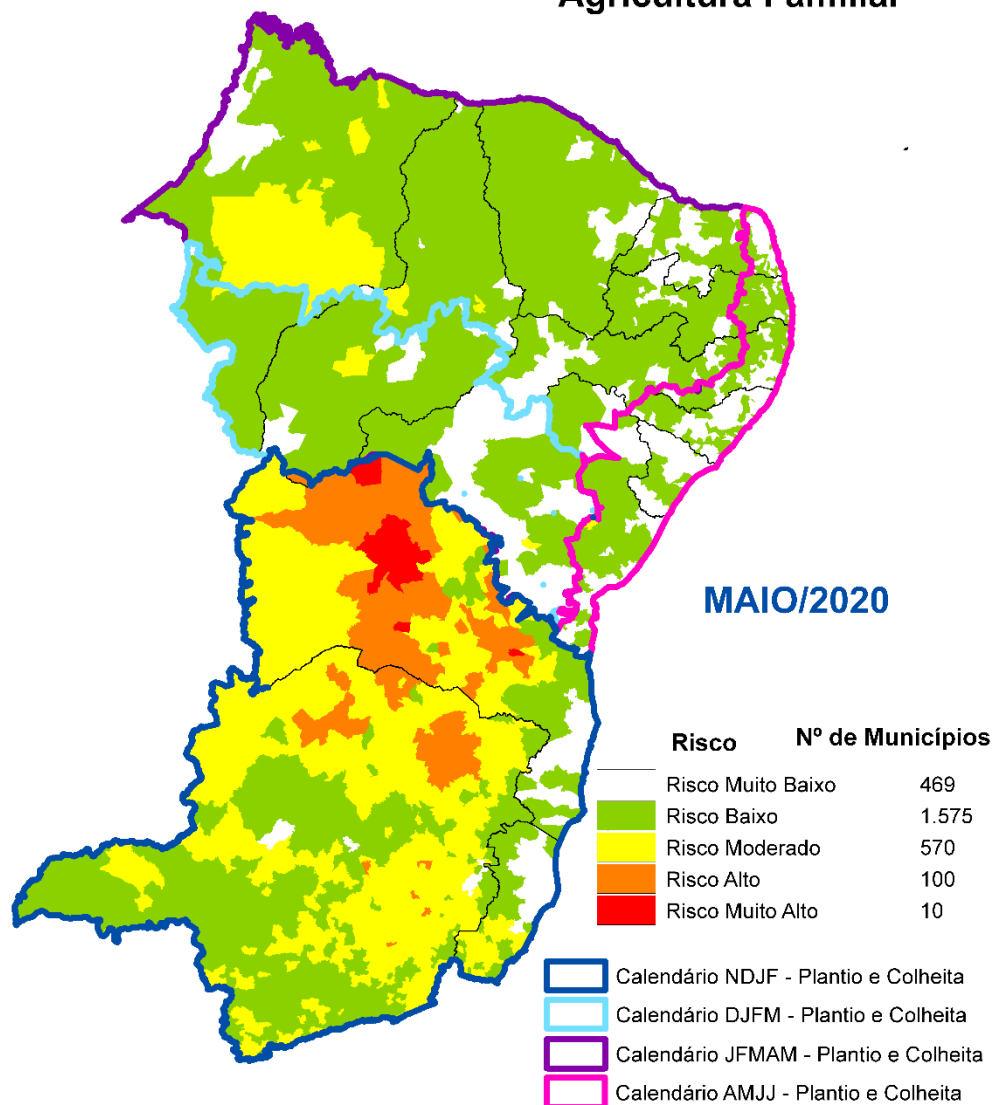 Agricultura Familiar
MAIO/2020
Risco Nº de Municípios
Risco Muito Baixo 469
Risco Baixo 1.575
Risco Moderado 570
Risco Alto 100
Risco Muito Alto 10
Calendário NDJF - Plantio e Colheita
Calendário DJFM - Plantio e Colheita
Calendário JFMAM - Plantio e Colheita
Calendário AMJJ - Plantio e Colheita